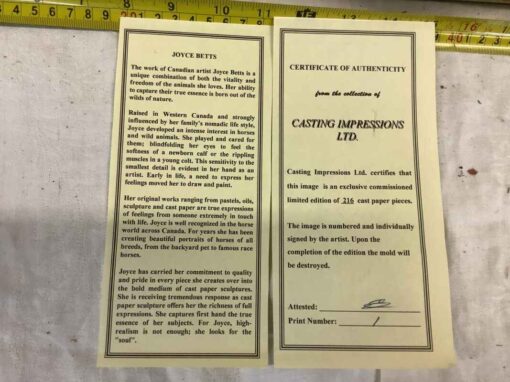 JOYCE BETTS
The work of Canadian artist Joyce Betts is a
unique combination of both the vitality and
freedom of the animals she loves. Her ability
to capture their true essence is born out of the
wilds of nature.
Raised in Western Canada and strongly
influenced by her family's nomadic life style,
Joyce developed an intense interest in horses
and wild animals. She played and cared for
them; blindfolding her eyes to feel the
softness of a newborn calf or the rippling
muscles in a young colt. This sensitivity to the
smallest detail is evident in her hand as an
artist. Early in life, a need to express her
feelings moved her to draw and paint.
Her original works ranging from pastels, oils,
sculpture and cast paper are true expressions
of feelings from someone extremely in touch
with life. Joyce is well recognized in the horse
world across Canada. For years she has been
creating beautiful portraits of horses of all
breeds, from the backyard pet to famous race
horses.
Joyce has carried her commitment to quality
and pride in every piece she creates over into
the bold medium of cast paper sculptures.
She is receiving tremendous response as cast
paper sculpture offers her the richness of full
expressions. She captures first hand the true
essence of her subjects. For Joyce, high-
realism is not enough; she looks for the
"soul".
CERTIFICATE OF AUTHENTICITY
from the collection of
CASTING IMPRESSIONS
LTD.
Casting Impressions Ltd. certifies that
this image is an exclusive commissioned
limited edition of 216 cast paper pieces.
The image is numbered and individually
signed by the artist. Upon the
completion of the edition the mold will
be destroyed.
Attested:
Print Number: 1